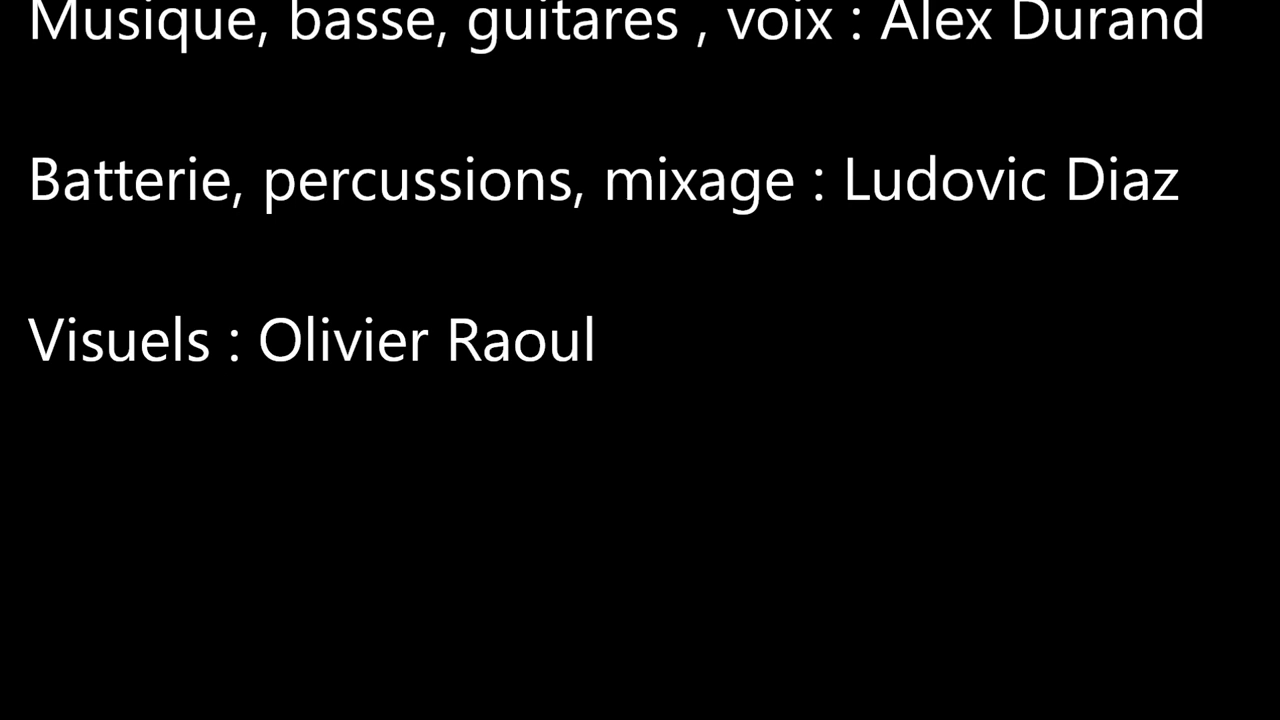 Musique, basse, guitares , voix : Alex Durand
Batterie, percussions, mixage : Ludovic Diaz
Visuels : Olivier Raoul